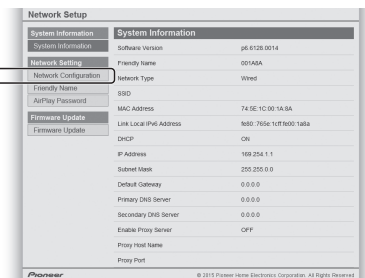 Network Setup
System Information
System Information
Network Setting
Network Configuration
Friendly Name
AirPlay Password
Firmware Update
Firmware Update
System Information
Software Version p6.6126.0014
Friendly Name 001A8A
Network Type Wired
SSID
MAC Address 74:5E:1C:00:1A:8A
Link Local IPv6 Address fe80::765e:1cff:fe00:1a8a
DHCP ON
IP Address 169.254.1.1
Subnet Mask 255.255.0.0
Default Gateway 0.0.0.0
Primary DNS Server 0.0.0.0
Secondary DNS Server 0.0.0.0
Enable Proxy Server OFF
Proxy Host Name
Proxy Port
Pioneer © 2015 Pioneer Home Electronics Corporation. All Rights Reserved